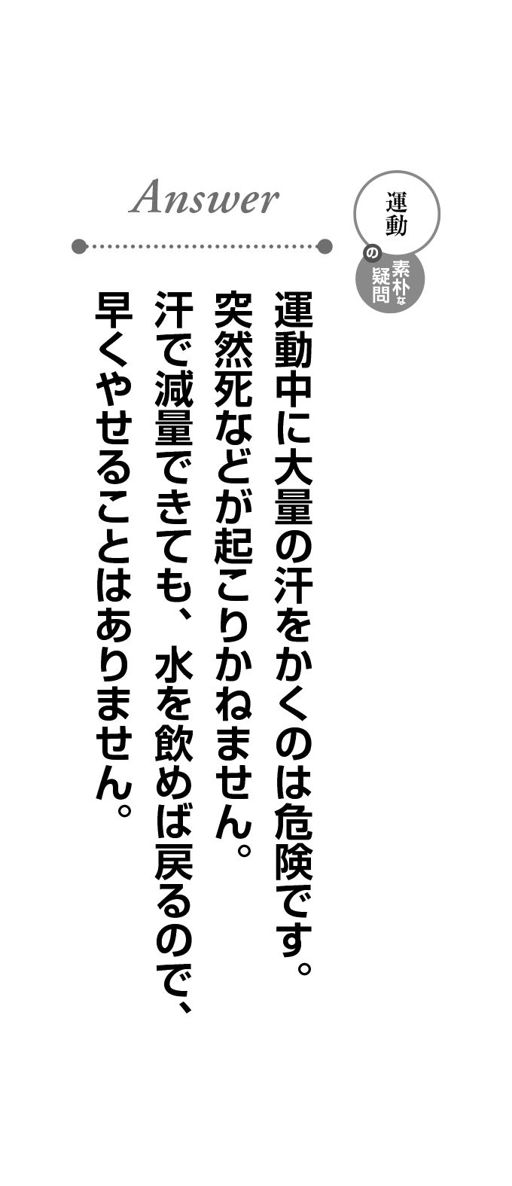 運動
の
素朴な
疑問
Answer
運動中に大量の汗をかくのは危険です。
突然死などが起こりかねません。
汗で減量できても、水を飲めば戻るので、
早くやせることはありません。